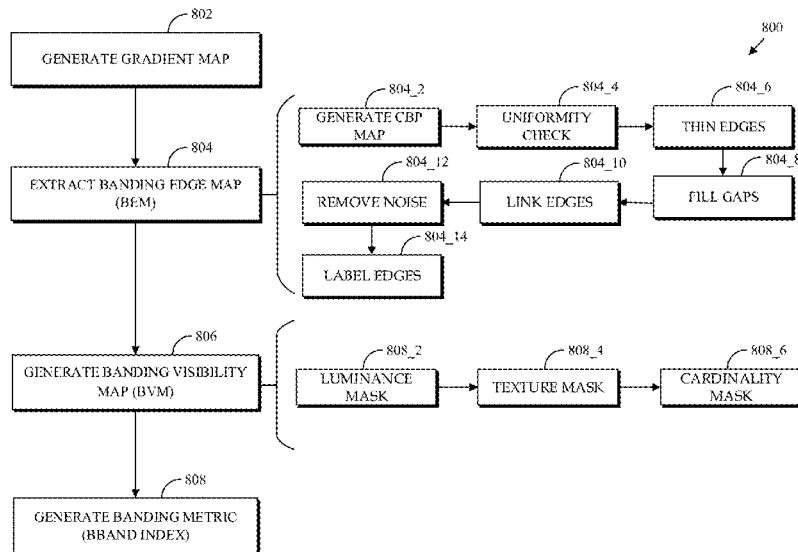 802
GENERATE GRADIENT MAP
800
804
EXTRACT BANDING EDGE MAP
(BEM)
804_2
GENERATE CBP
MAP
804_4
UNIFORMITY
CHECK
804_6
THIN EDGES
804_8
FILL GAPS
804_10
LINK EDGES
804_12
REMOVE NOISE
804_14
LABEL EDGES
806
GENERATE BANDING VISIBILITY
MAP (BVM)
808_2
LUMINANCE
MASK
808_4
TEXTURE MASK
808_6
CARDINALITY
MASK
808
GENERATE BANDING METRIC
(BBAND INDEX)